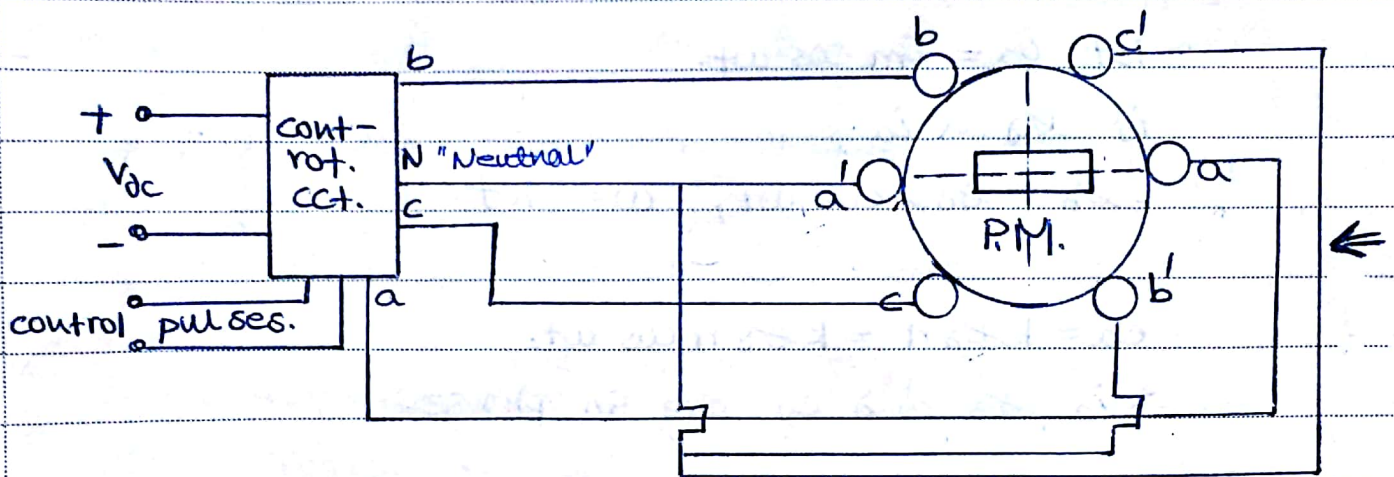 b
b
c'
+
cont-
rot.
cct.
N "Neutral"
Vdc
a'
a
c
P.M.
-
a
c
b'
control pulses.